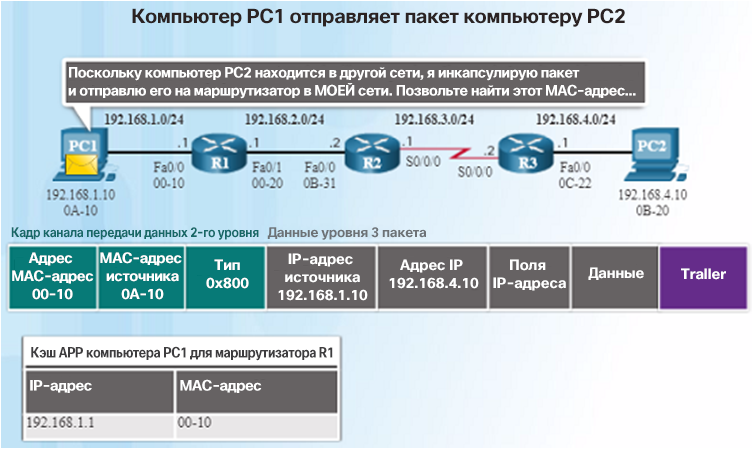 Компьютер PC1 отправляет пакет компьютеру PC2
Поскольку компьютер PC2 находится в другой сети, я инкапсулирую пакет
и отправлю его на маршрутизатор в МОЕЙ сети. Позвольте найти этот MAC-адрес...
192.168.1.0/24 192.168.2.0/24 192.168.3.0/24 192.168.4.0/24
PC1 .1 R1 .1 .2 R2 .1 .2 R3 .1 PC2
Fa0/0 Fa0/1 Fa0/0 S0/0/0 S0/0/0 Fa0/0
00-10 00-20 0B-31 0C-22
192.168.1.10 192.168.4.10
0A-10 0B-20
Кадр канала передачи данных 2-го уровня Данные уровня 3 пакета
Адрес
MAC-адрес
00-10
MAC-адрес
источника
0A-10
Тип
0x800
IP-адрес
источника
192.168.1.10
Адрес IP
192.168.4.10
Поля
IP-адреса
Данные
Traller
Кэш АРР компьютера PC1 для маршрутизатора R1
IP-адрес MAC-адрес
192.168.1.1 00-10